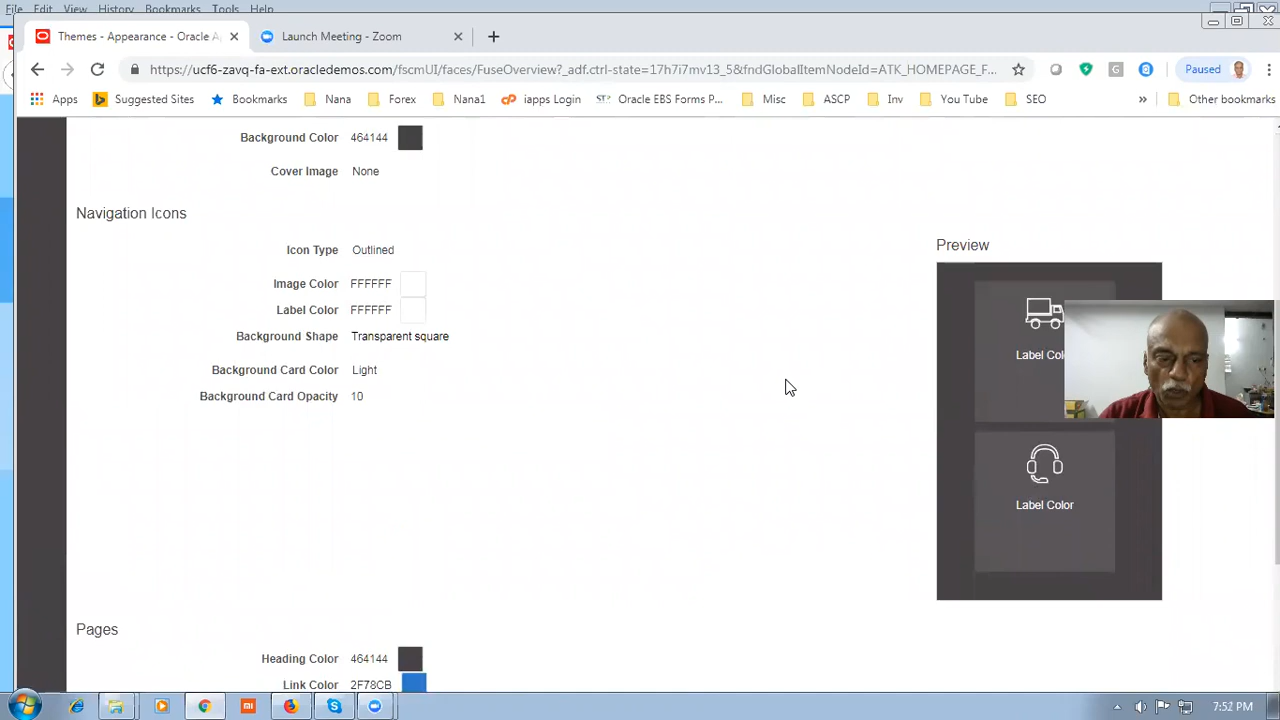 File Edit View History Bookmarks Tools Help
Themes - Appearance - Oracle A
Launch Meeting - Zoom
https://ucf6-zavq-fa-ext.oracledemos.com/fscmUI/faces/FuseOverview?_adf.ctrl-state=17h7i7mv13_58fndGlobalItemNodeId=ATK_HOMEPAGE_F...
Paused
Apps Suggested Sites Bookmarks Nana Forex Nana1 iapps Login Oracle EBS Forms P... Misc ASCP Inv You Tube SEO » Other bookmarks
Background Color 464144
Cover Image None
Navigation Icons
Icon Type Outlined
Preview
Image Color FFFFFF
Label Color FFFFFF
Background Shape Transparent square
Label Col
Background Card Color Light
Background Card Opacity 10
Label Color
Pages
Heading Color 464144
Link Color 2F78CB
7:52 PM